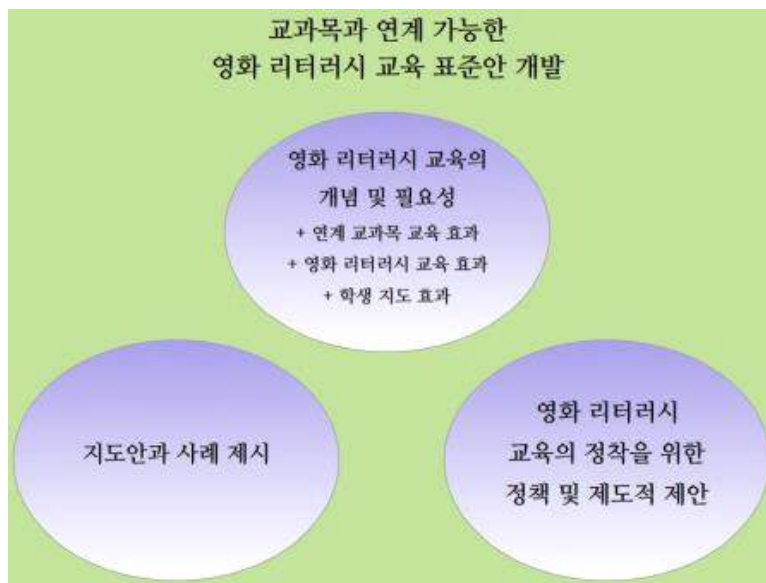 교과목과 연계 가능한
영화 리터러시 교육 표준안 개발
영화 리터러시 교육의
개념 및 필요성
+ 연계 교과목 교육 효과
+ 영화 리터러시 교육 효과
+ 학생 지도 효과
지도안과 사례 제시
영화 리터러시
교육의 정착을 위한
정책 및 제도적 제안